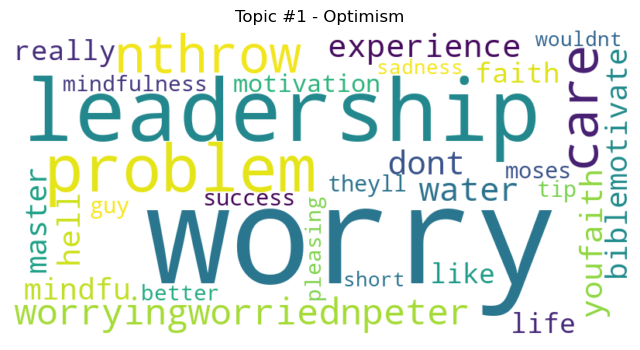 Topic #1 - Optimism
really nthrow experience wouldnt
mindfulness motivation sadness faith
leadership care
problem dont moses biblemotivate
master hell guy success theyll water tip
worry pleasing youfaith
mindfu short like
better
worryingworriednpeter life